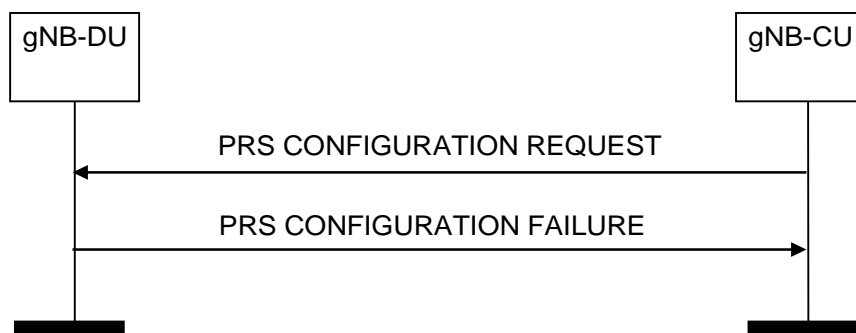 gNB-DU
gNB-CU
PRS CONFIGURATION REQUEST
PRS CONFIGURATION FAILURE